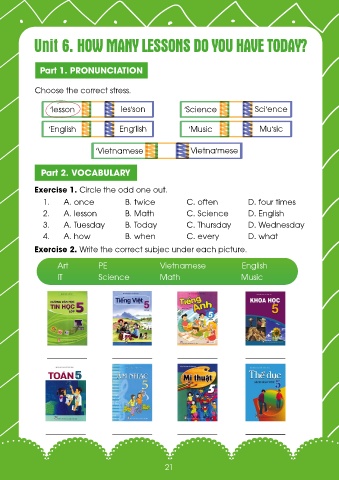 Unit 6. HOW MANY LESSONS DO YOU HAVE TODAY?
Part 1. PRONUNCIATION
Choose the correct stress.
'lesson les'son 'Science Sci'ence
'English Eng'lish 'Music Mu'sic
'Vietnamese Vietna'mese
Part 2. VOCABULARY
Exercise 1. Circle the odd one out.
1. A. once B. twice C. often D. four times
2. A. lesson B. Math C. Science D. English
3. A. Tuesday B. Today C. Thursday D. Wednesday
4. A. how B. when C. every D. what
Exercise 2. Write the correct subjec under each picture.
Art PE Vietnamese English
IT Science Math Music
TIN HỌC 5 Tiếng Việt 5 Tiếng Anh 5 KHOA HỌC 5
TOÁN 5 ÂM NHẠC 5 Mĩ thuật 5 Thể dục 5
21